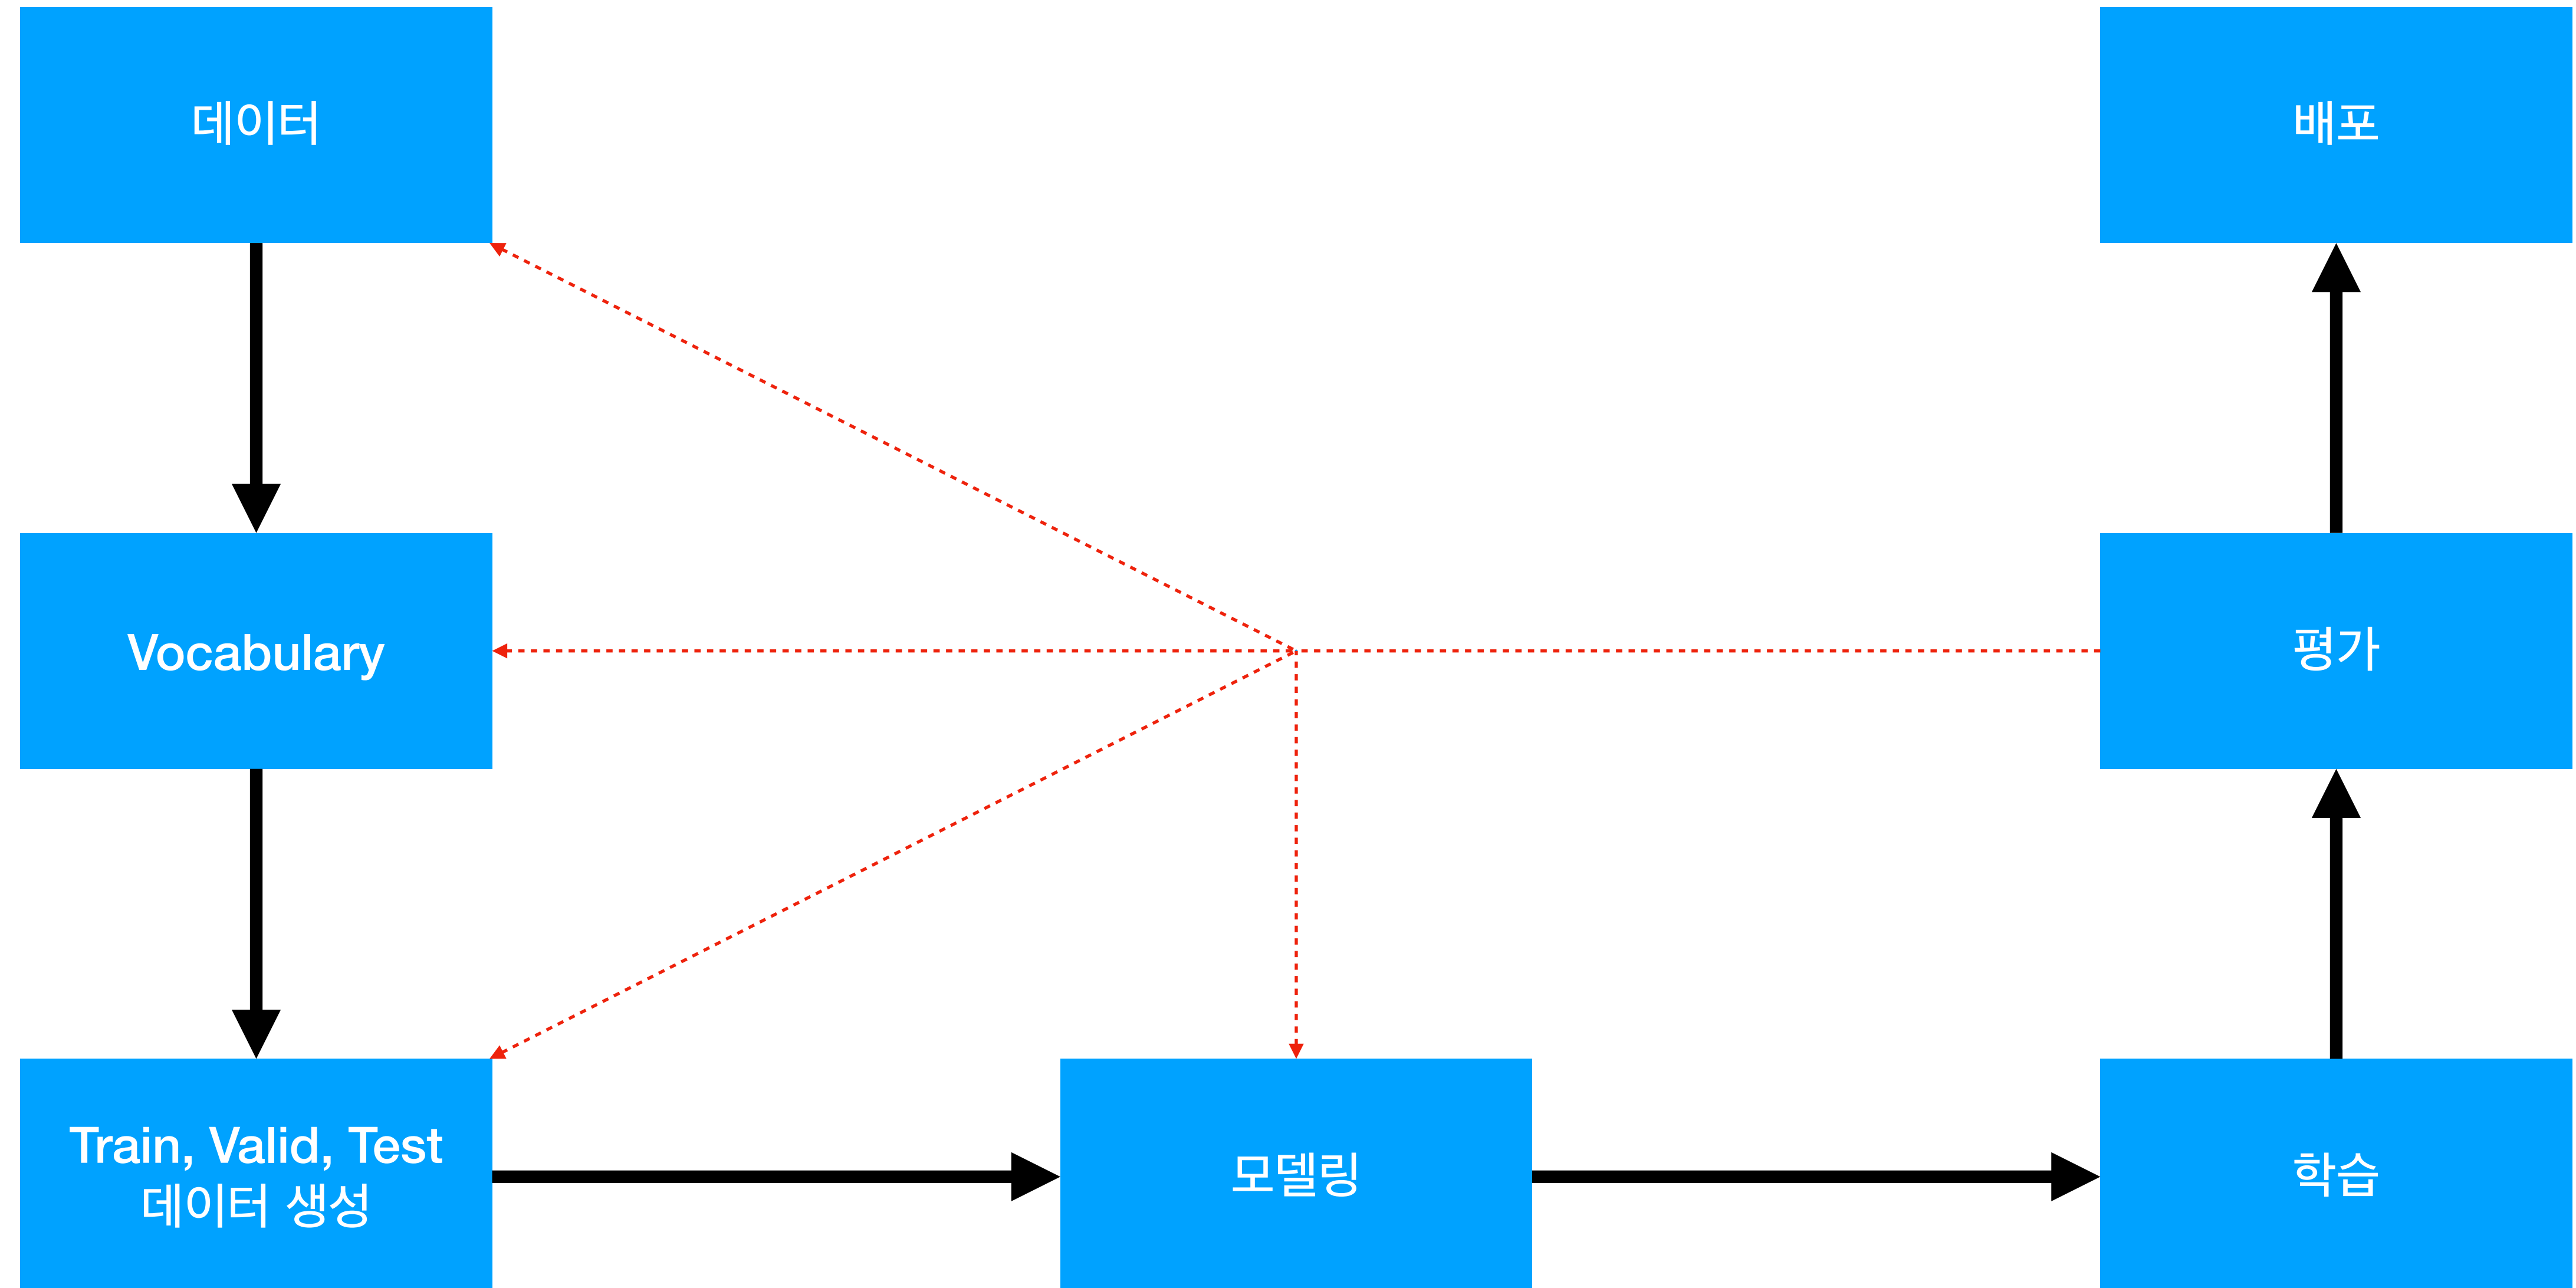 데이터
배포
Vocabulary
평가
Train, Valid, Test
데이터 생성
모델링
학습